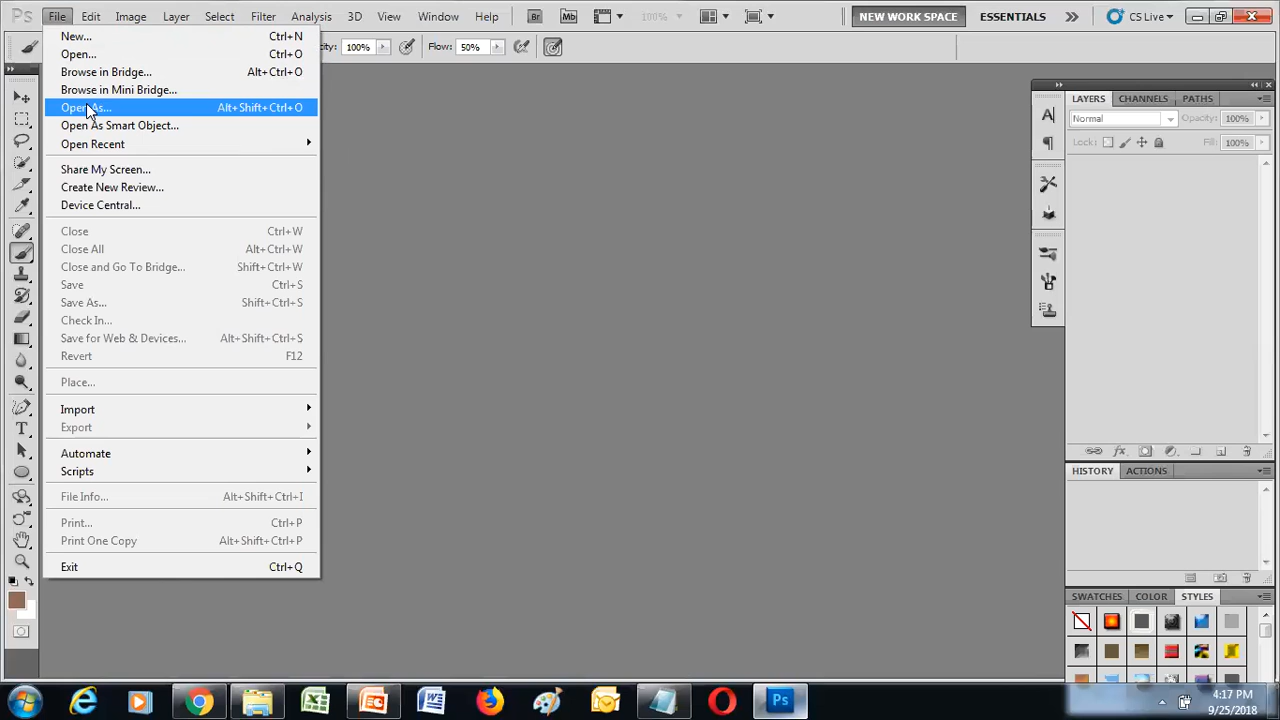 Ps File Edit Image Layer Select Filter Analysis 3D View Window Help Br Mb 100% NEW WORK SPACE ESSENTIALS CS Live
100% Flow: 50%
New... Ctrl+N
Open... Ctrl+O
Browse in Bridge... Alt+Ctrl+O
Browse in Mini Bridge...
Open As... Alt+Shift+Ctrl+O
Open As Smart Object...
Open Recent
Share My Screen...
Create New Review...
Device Central...
Close Ctrl+W
Close All Alt+Ctrl+W
Close and Go To Bridge... Shift+Ctrl+W
Save Ctrl+S
Save As... Shift+Ctrl+S
Check In...
Save for Web & Devices... Alt+Shift+Ctrl+S
Revert F12
Place...
Import
Export
Automate
Scripts
File Info... Alt+Shift+Ctrl+I
Print... Ctrl+P
Print One Copy Alt+Shift+Ctrl+P
Exit Ctrl+Q
LAYERS CHANNELS PATHS
Normal Opacity: 100%
Lock: Fill: 100%
HISTORY ACTIONS
SWATCHES COLOR STYLES
Ps
4:17 PM
9/25/2018